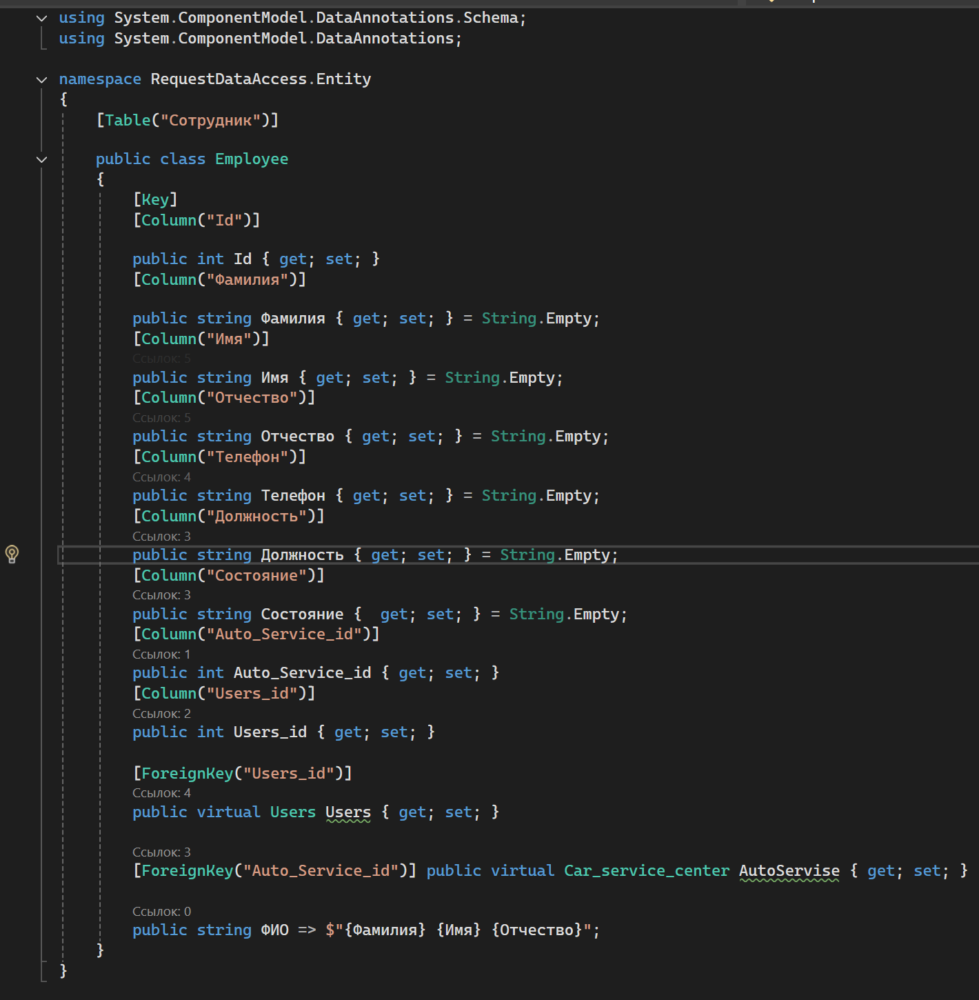 using System.ComponentModel.DataAnnotations.Schema;
using System.ComponentModel.DataAnnotations;
namespace RequestDataAccess.Entity
{
[Table("Сотрудник")]
public class Employee
{
[Key]
[Column("Id")]
public int Id { get; set; }
[Column("Фамилия")]
public string Фамилия { get; set; } = String.Empty;
[Column("Имя")]
Ссылок: 5
public string Имя { get; set; } = String.Empty;
[Column("Отчество")]
Ссылок: 5
public string Отчество { get; set; } = String.Empty;
[Column("Телефон")]
Ссылок: 4
public string Телефон { get; set; } = String.Empty;
[Column("Должность")]
Ссылок: 3
public string Должность { get; set; } = String.Empty;
[Column("Состояние")]
Ссылок: 3
public string Состояние {  get; set; } = String.Empty;
[Column("Auto_Service_id")]
Ссылок: 1
public int Auto_Service_id { get; set; }
[Column("Users_id")]
Ссылок: 2
public int Users_id { get; set; }
[ForeignKey("Users_id")]
Ссылок: 4
public virtual Users Users { get; set; }
Ссылок: 3
[ForeignKey("Auto_Service_id")] public virtual Car_service_center AutoServise { get; set; }
Ссылок: 0
public string ФИО => $"{Фамилия} {Имя} {Отчество}";
}
}